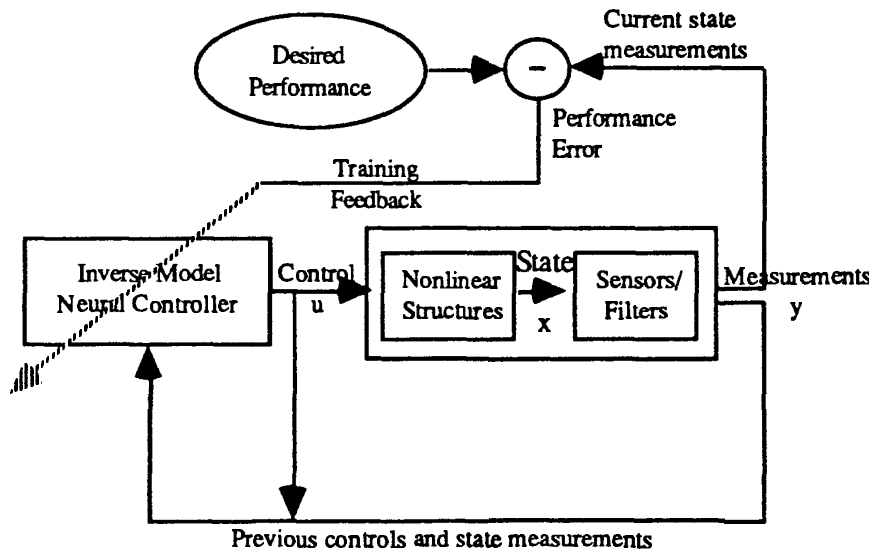 Current state
measurements
Desired
Performance
−
Performance
Error
Training
Feedback
Inverse Model
Neural Controller
Control
u
Nonlinear
Structures
State
x
Sensors/
Filters
Measurements
y
Previous controls and state measurements